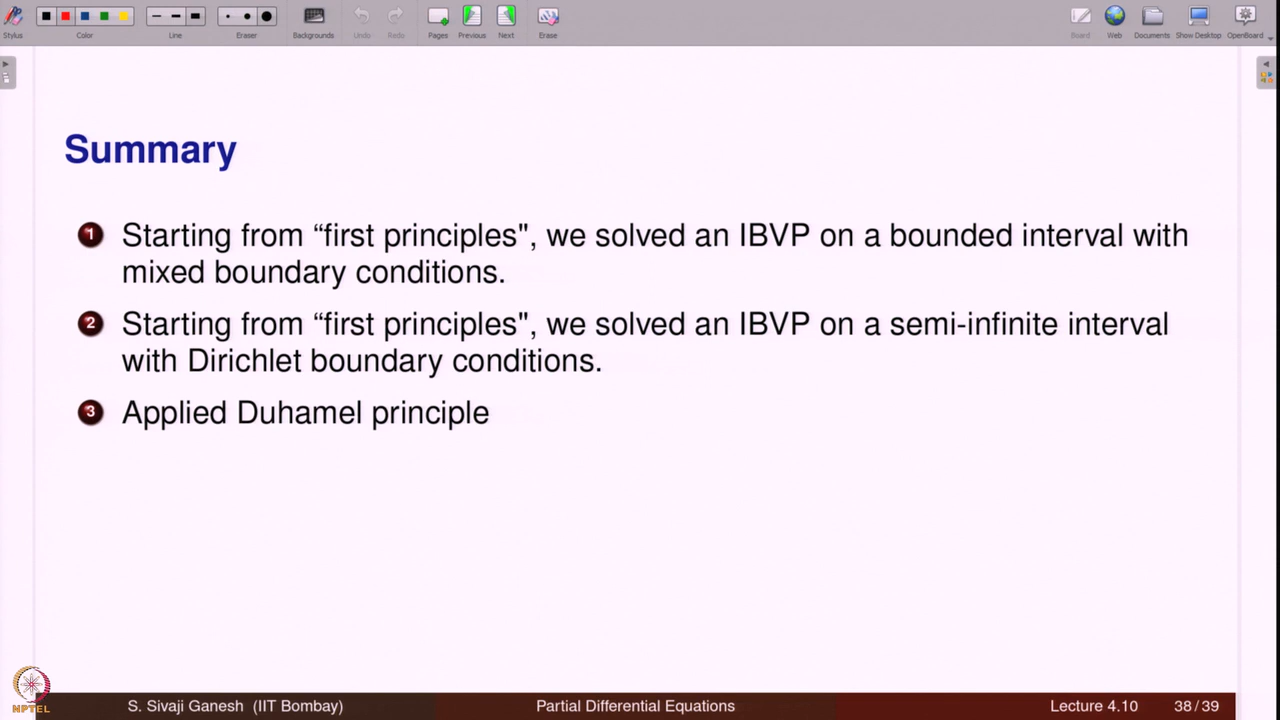 Stylus
Color
Line
Eraser
Backgrounds
Undo
Redo
Pages
Previous
Next
Erase
Board
Web
Documents
Show Desktop
OpenBoard
Summary
1 Starting from “first principles", we solved an IBVP on a bounded interval with
mixed boundary conditions.
2 Starting from “first principles", we solved an IBVP on a semi-infinite interval
with Dirichlet boundary conditions.
3 Applied Duhamel principle
NPTEL
S. Sivaji Ganesh (IIT Bombay)
Partial Differential Equations
Lecture 4.10
38/39